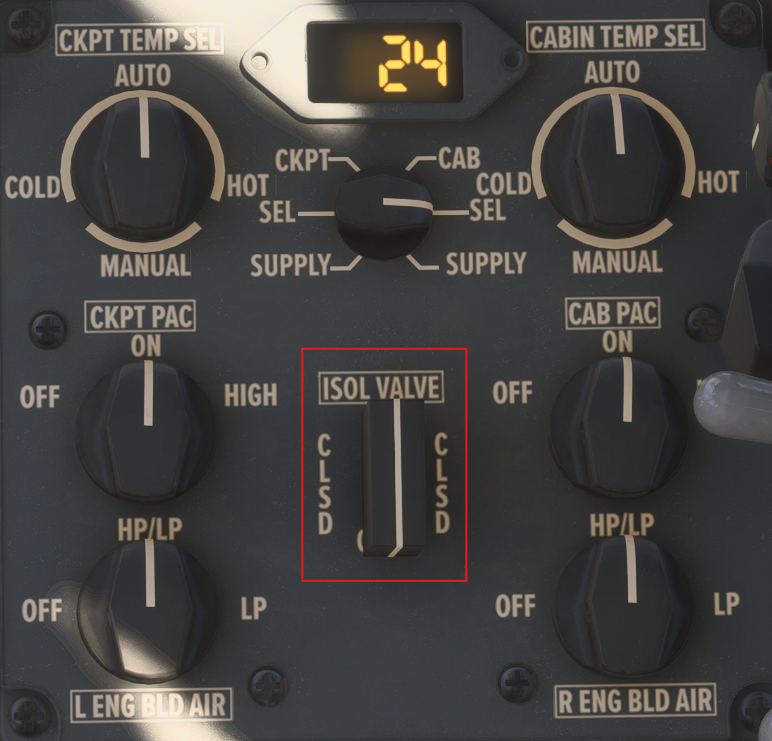 CKPT TEMP SEL
24
CABIN TEMP SEL
AUTO
AUTO
CKPT
CAB
COLD
HOT
COLD
HOT
SEL
SEL
MANUAL
SUPPLY
SUPPLY
MANUAL
CKPT PAC
CAB PAC
ON
ON
OFF
HIGH
ISOL VALVE
OFF
CLSD
CLSD
HP/LP
HP/LP
OFF
LP
OFF
LP
L ENG BLD AIR
R ENG BLD AIR